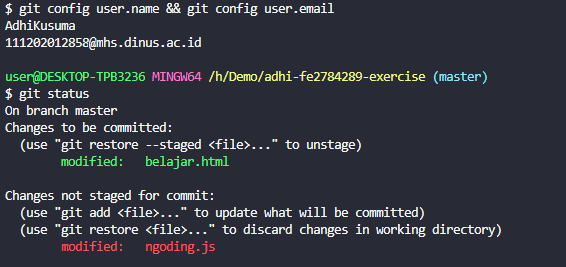 $ git config user.name && git config user.email
AdhiKusuma
111202012858@mhs.dinus.ac.id
user@DESKTOP-TPB3236 MINGW64 /h/Demo/adhi-fe2784289-exercise (master)
$ git status
On branch master
Changes to be committed:
  (use "git restore --staged <file>..." to unstage)
        modified:   belajar.html
Changes not staged for commit:
  (use "git add <file>..." to update what will be committed)
  (use "git restore <file>..." to discard changes in working directory)
        modified:   ngoding.js